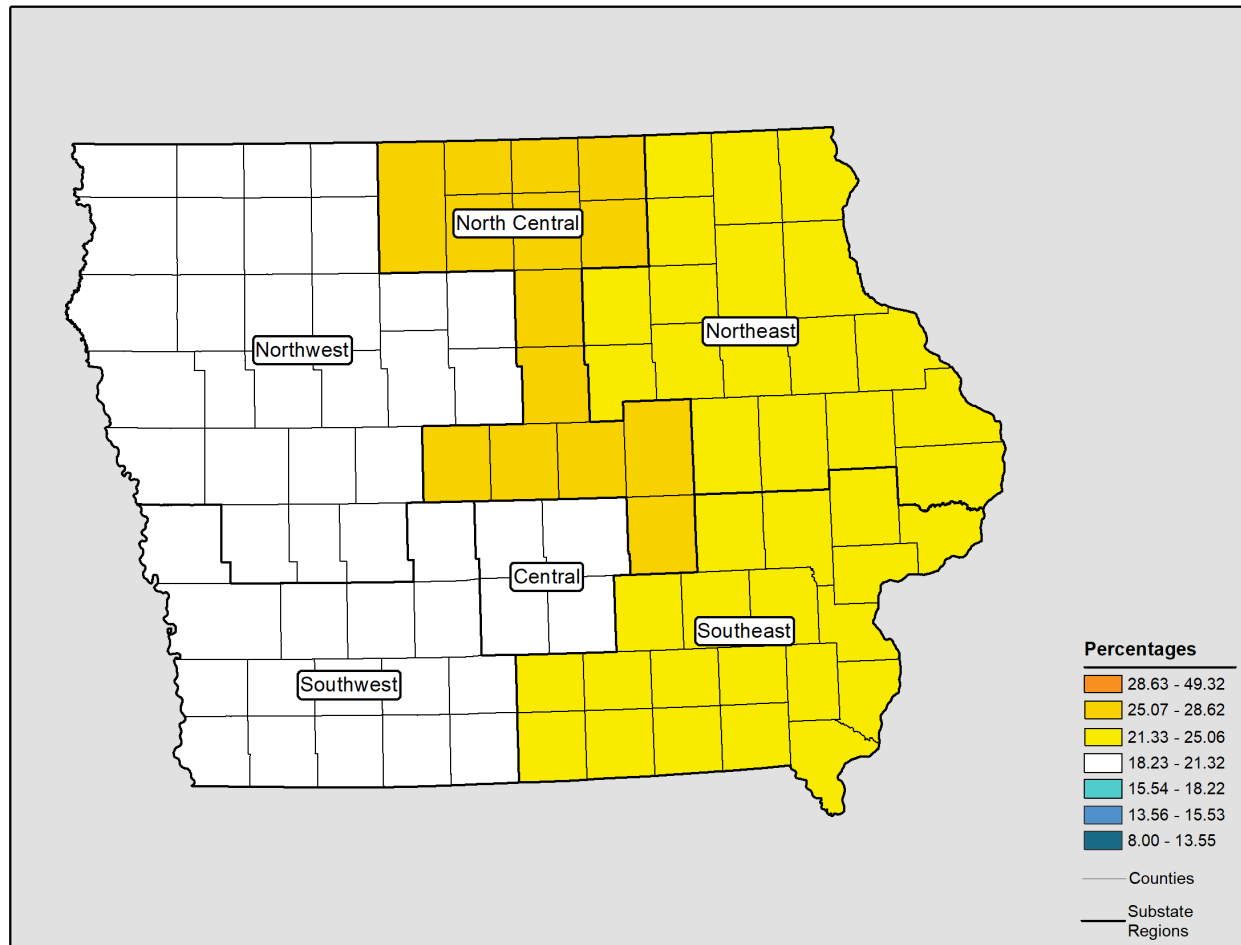 North Central
Northeast
Northwest
Central
Southeast
Southwest
Percentages
28.63 - 49.32
25.07 - 28.62
21.33 - 25.06
18.23 - 21.32
15.54 - 18.22
13.56 - 15.53
8.00 - 13.55
Counties
Substate
Regions